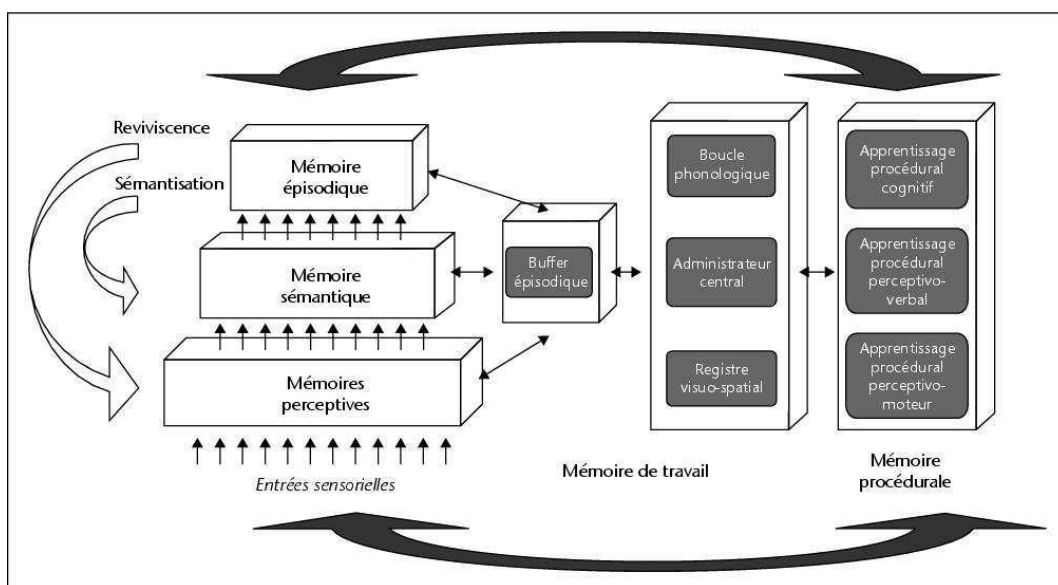 Reviviscence
Sémantisation
Mémoire
épisodique
Mémoire
sémantique
Mémoires
perceptives
Entrées sensorielles
Buffer
épisodique
Boucle
phonologique
Administrateur
central
Registre
visuo-spatial
Mémoire de travail
Apprentissage
procédural
cognitif
Apprentissage
procédural
perceptivo-
verbal
Apprentissage
procédural
perceptivo-
moteur
Mémoire
procédurale